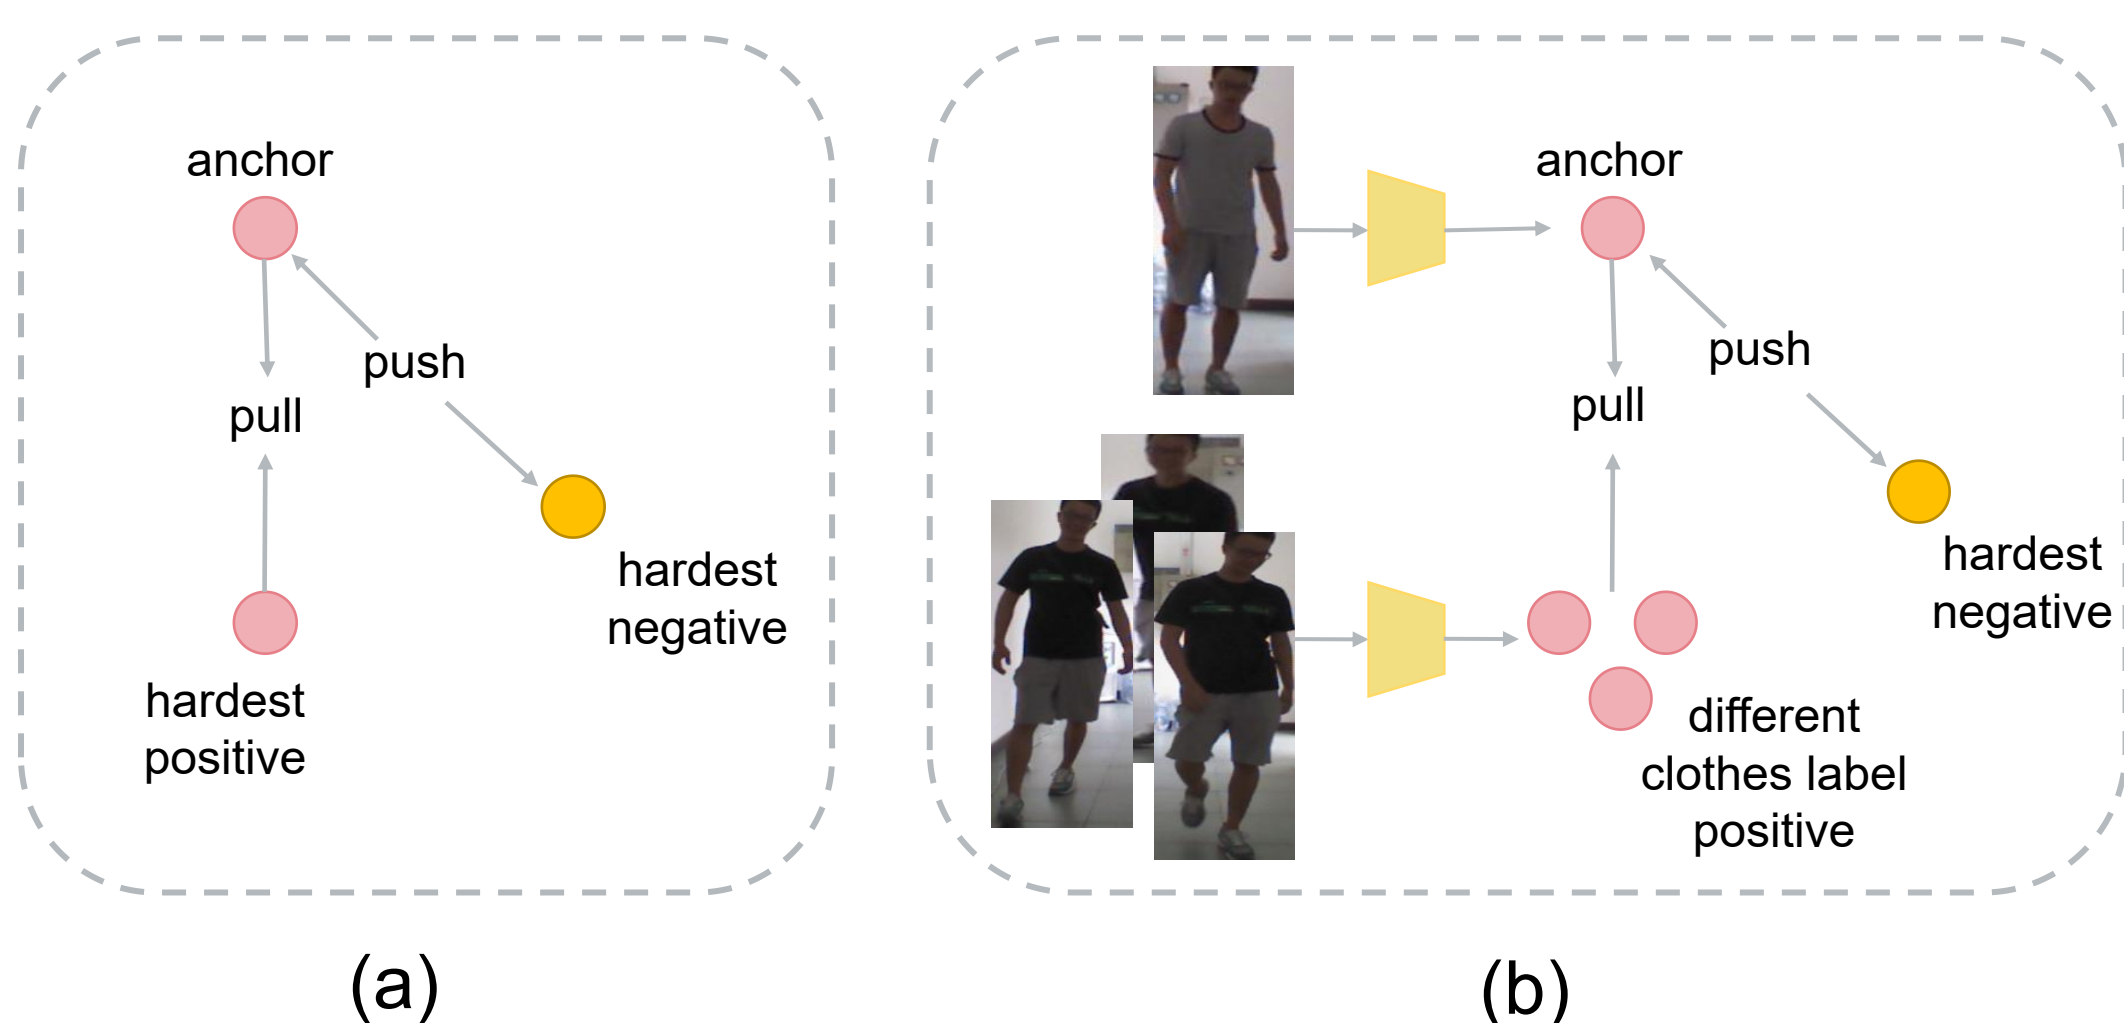 anchor
push
pull
hardest
negative
hardest
positive
(a)
anchor
push
pull
hardest
negative
different
clothes label
positive
(b)